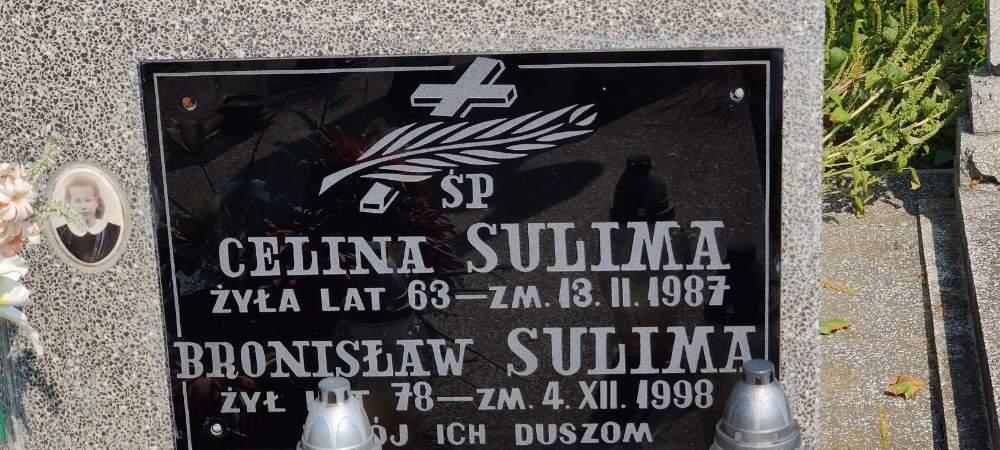 ŚP
CELINA SULIMA
ŻYŁA LAT 63 — ZM. 13. II. 1987
BRONISŁAW SULIMA
ŻYŁ LAT 78 — ZM. 4. XII. 1998
ICH DUSZOM